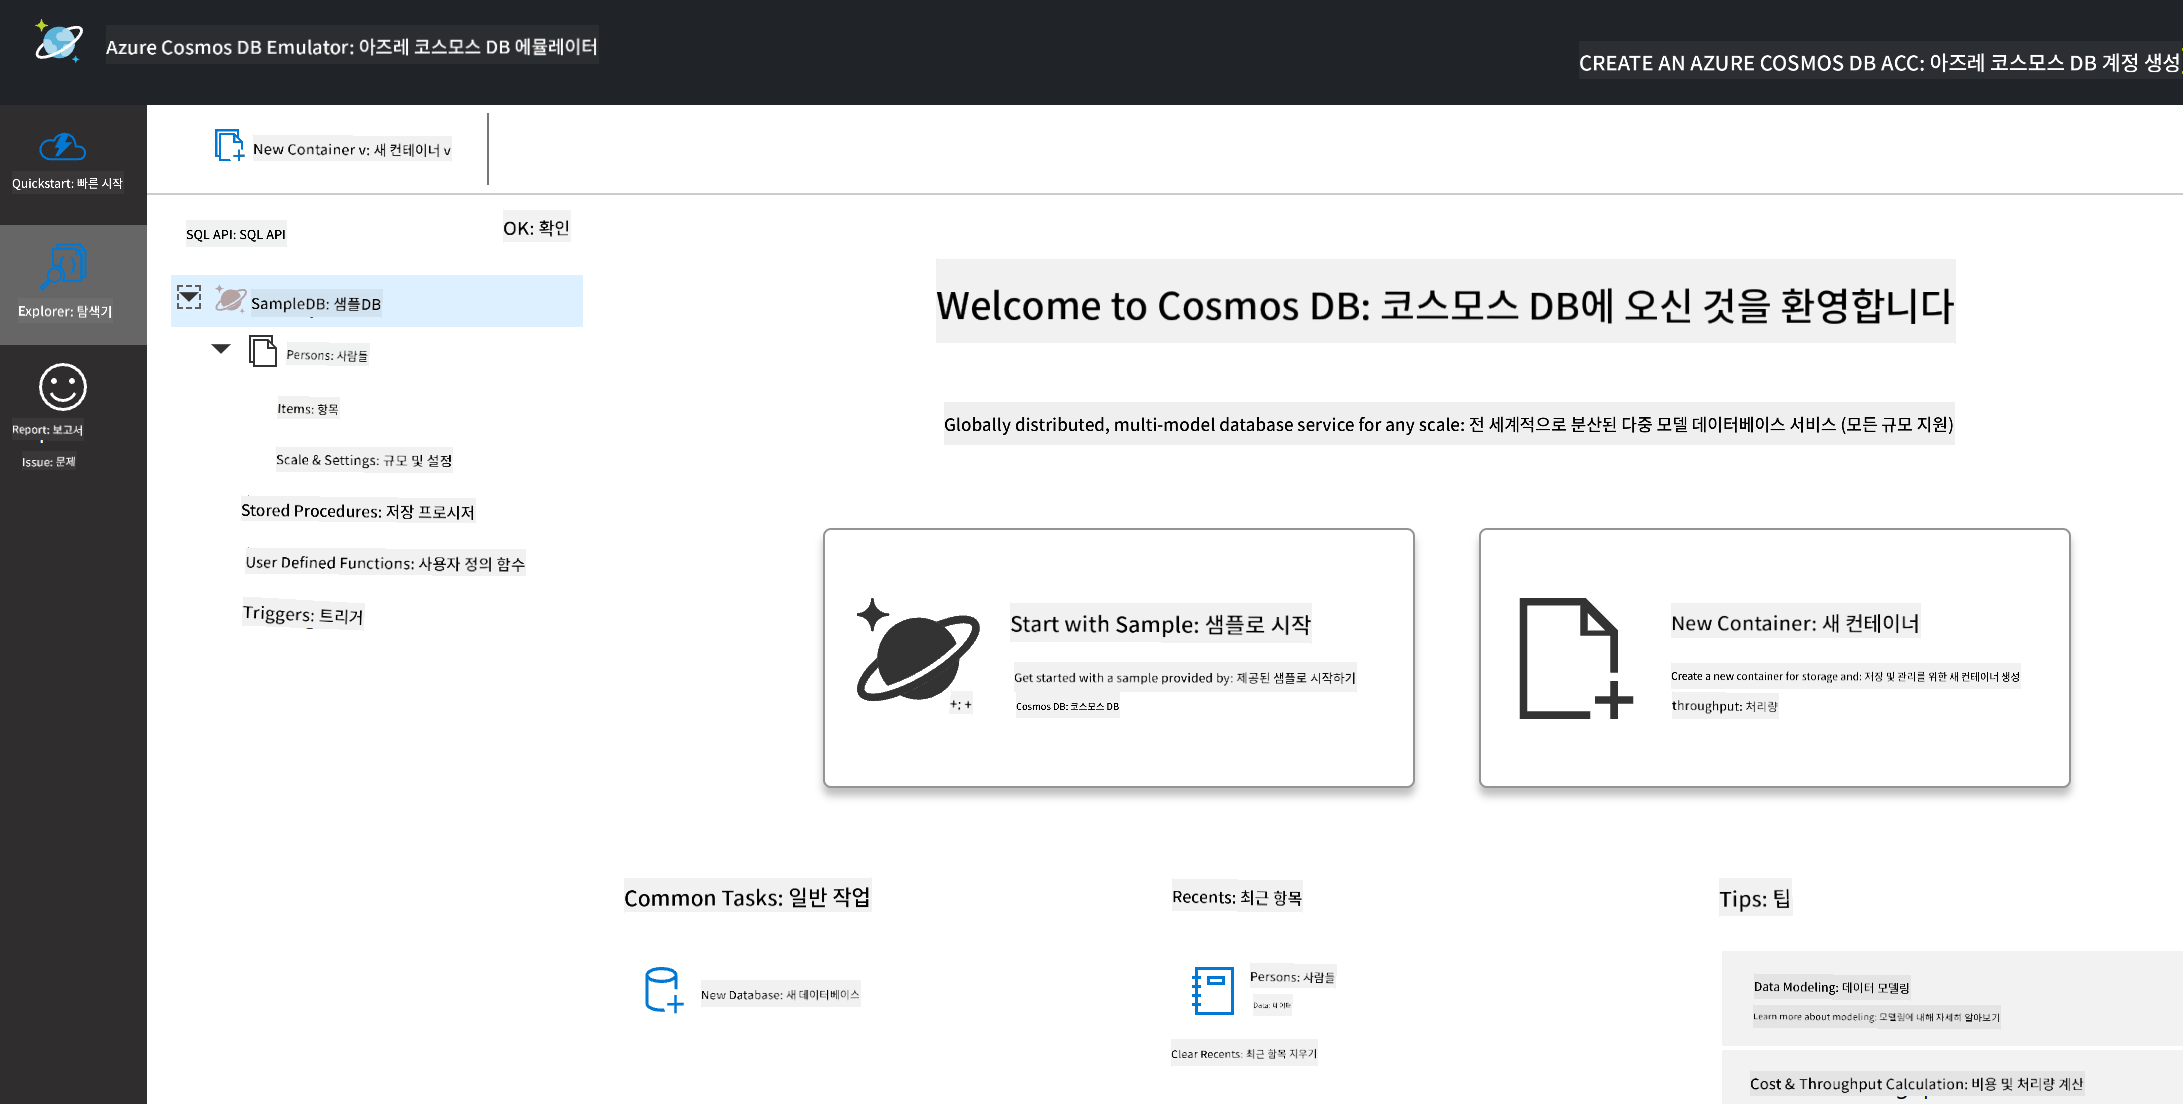 Azure Cosmos DB Emulator: 아즈레 코스모스 DB 에뮬레이터
CREATE AN AZURE COSMOS DB ACC: 아즈레 코스모스 DB 계정 생성
New Container v: 새 컨테이너 v
Quickstart: 빠른 시작
Explorer: 탐색기
Report: 보고서
Issue: 문제
SQL API: SQL API
OK: 확인
SampleDB: 샘플DB
Persons: 사람들
Items: 항목
Scale & Settings: 규모 및 설정
Stored Procedures: 저장 프로시저
User Defined Functions: 사용자 정의 함수
Triggers: 트리거
Welcome to Cosmos DB: 코스모스 DB에 오신 것을 환영합니다
Globally distributed, multi-model database service for any scale: 전 세계적으로 분산된 다중 모델 데이터베이스 서비스 (모든 규모 지원)
Start with Sample: 샘플로 시작
Get started with a sample provided by: 제공된 샘플로 시작하기
Cosmos DB: 코스모스 DB
+: +
New Container: 새 컨테이너
Create a new container for storage and: 저장 및 관리를 위한 새 컨테이너 생성
throughput: 처리량
Common Tasks: 일반 작업
New Database: 새 데이터베이스
Recents: 최근 항목
Persons: 사람들
Data: 데이터
Clear Recents: 최근 항목 지우기
Tips: 팁
Data Modeling: 데이터 모델링
Learn more about modeling: 모델링에 대해 자세히 알아보기
Cost & Throughput Calculation: 비용 및 처리량 계산